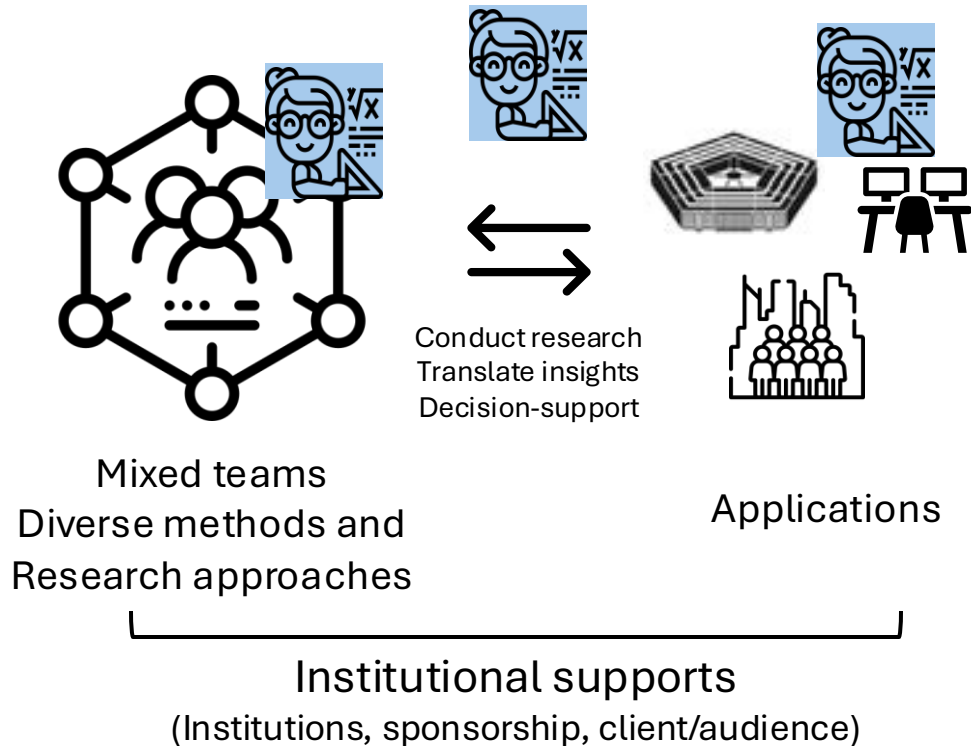 √x
√x
√x
Conduct research
Translate insights
Decision-support
Mixed teams
Diverse methods and
Research approaches
Applications
Institutional supports
(Institutions, sponsorship, client/audience)